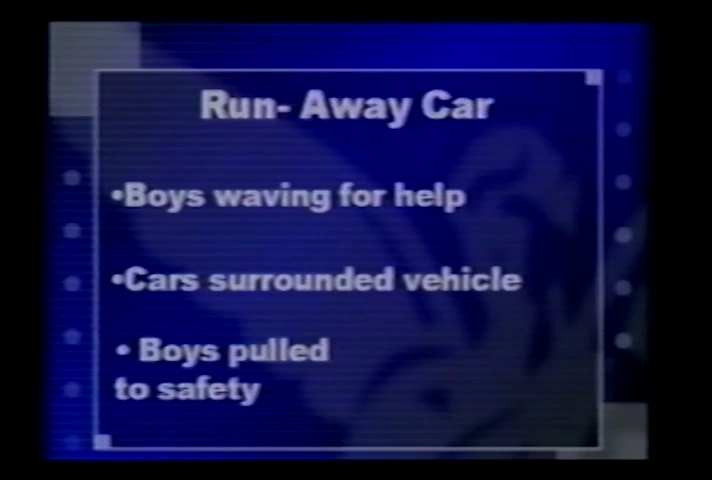 Run- Away Car
•Boys waving for help
•Cars surrounded vehicle
• Boys pulled
to safety